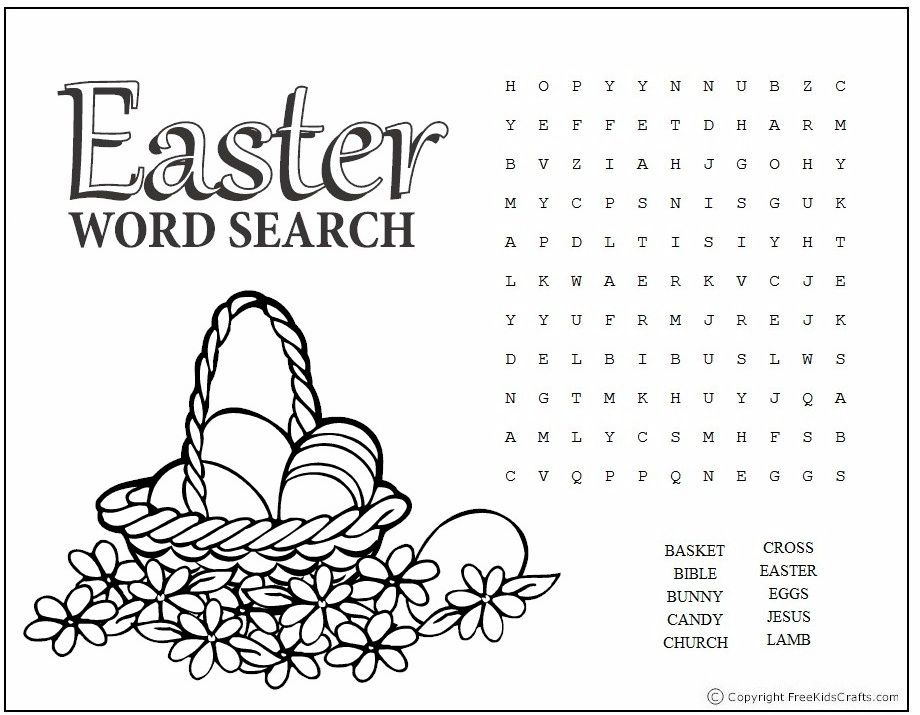 Easter
WORD SEARCH
H O P Y Y N N U B Z C
Y E F F E T D H A R M
B V Z I A H J G O H Y
M Y C P S N I S G U K
A P D L T I S I Y H T
L K W A E R K V C J E
Y Y U F R M J R E J K
D E L B I B U S L W S
N G T M K H U Y J Q A
A M L Y C S M H F S B
C V Q P P Q N E G G S
BASKET
BIBLE
BUNNY
CANDY
CHURCH
CROSS
EASTER
EGGS
JESUS
LAMB
© Copyright FreeKidsCrafts.com